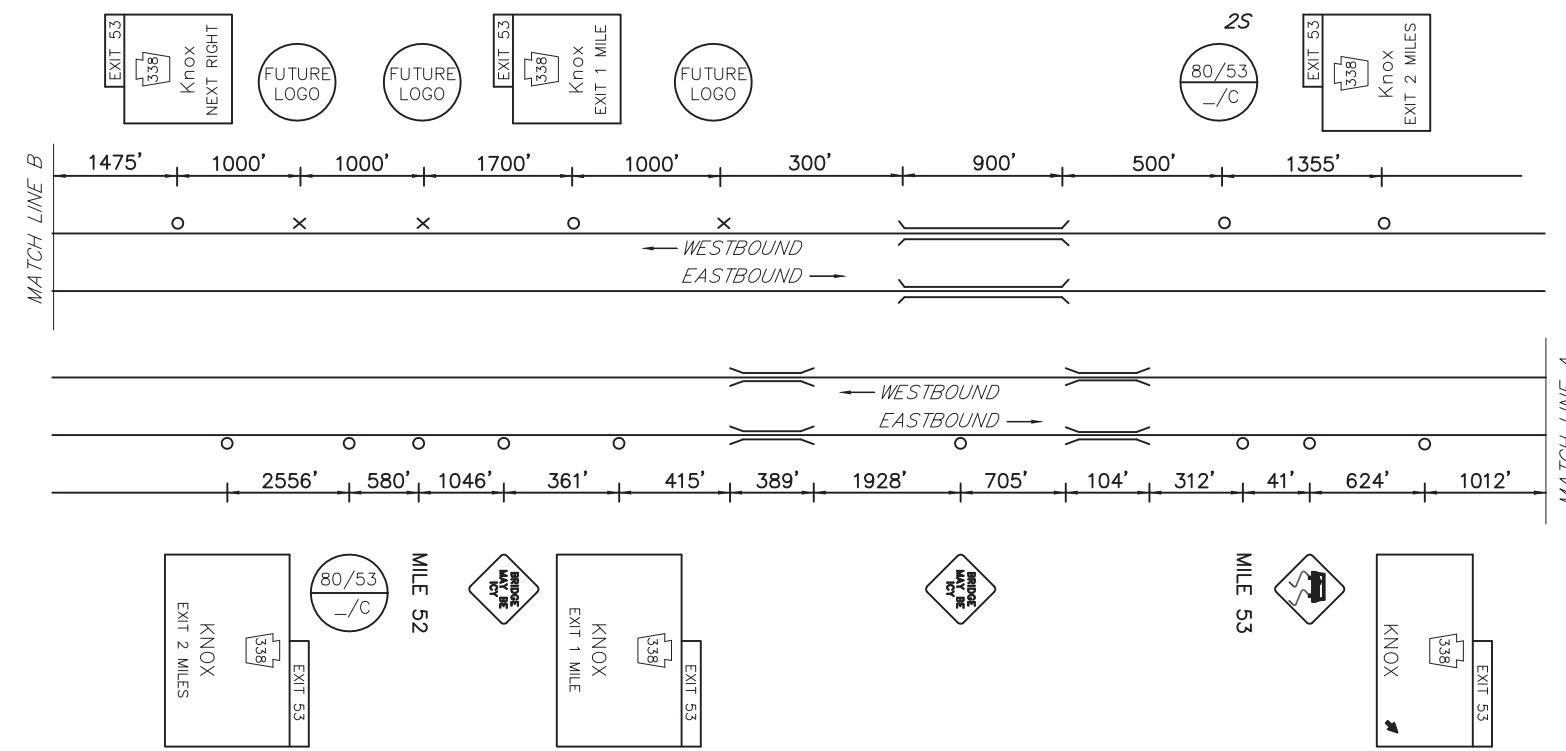 2S
EXIT 53
338
Knox
NEXT RIGHT
FUTURE
LOGO
FUTURE
LOGO
EXIT 53
338
Knox
EXIT 1 MILE
FUTURE
LOGO
80/53
_/C
EXIT 53
338
Knox
EXIT 2 MILES
MATCH LINE B
1475' 1000' 1000' 1700' 1000' 300' 900' 500' 1355'
WESTBOUND
EASTBOUND
WESTBOUND
EASTBOUND
MATCH LINE A
2556' 580' 1046' 361' 415' 389' 1928' 705' 104' 312' 41' 624' 1012'
KNOX
EXIT 2 MILES
338
EXIT 53
80/53
_/C
MILE 52
BRIDGE
MAY BE
ICY
KNOX
EXIT 1 MILE
338
EXIT 53
BRIDGE
MAY BE
ICY
MILE 53
KNOX
338
EXIT 53